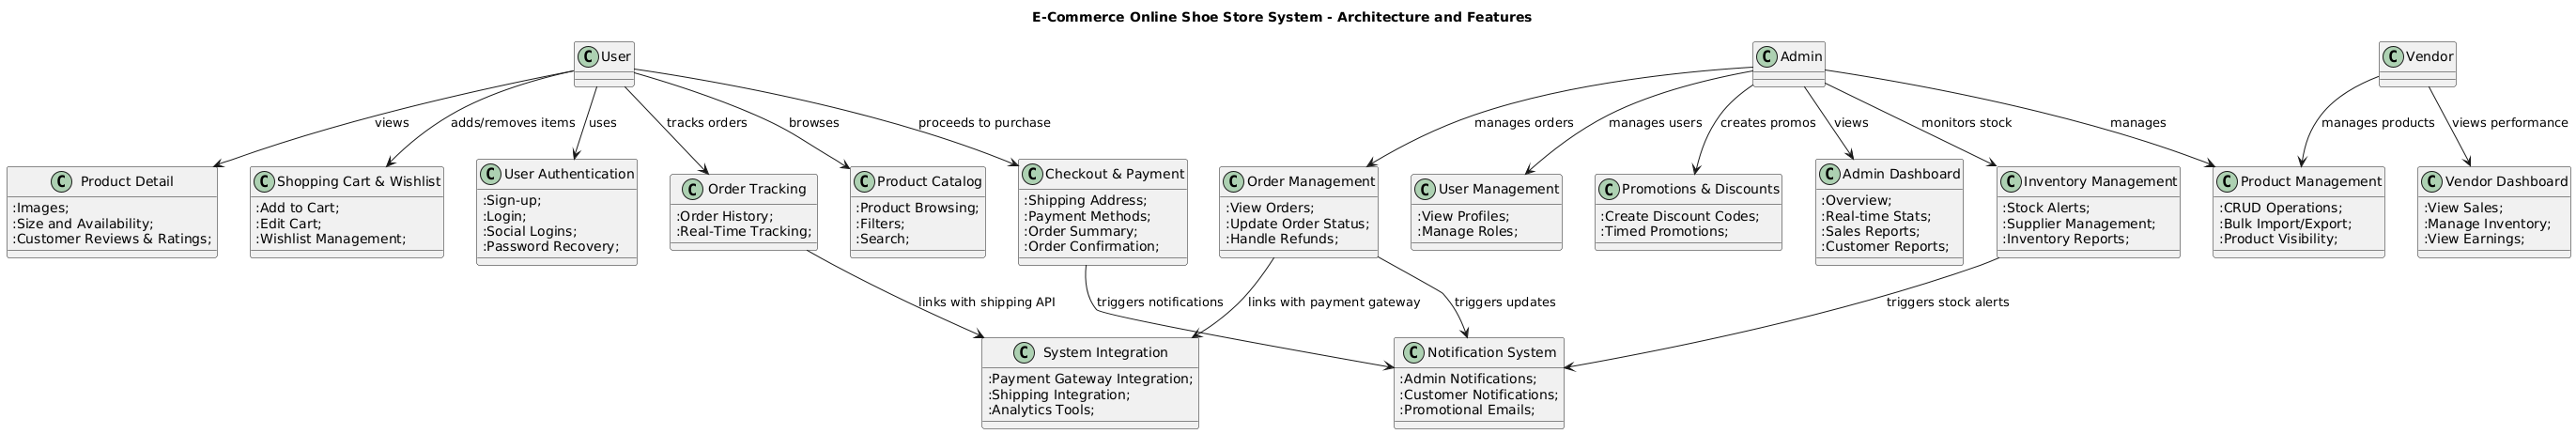 E-Commerce Online Shoe Store System - Architecture and Features
C User
C Admin
C Vendor
views
adds/removes items
uses
tracks orders
browses
proceeds to purchase
manages orders
manages users
creates promos
views
monitors stock
manages
manages products
views performance
C Product Detail
:Images;
:Size and Availability;
:Customer Reviews & Ratings;
C Shopping Cart & Wishlist
:Add to Cart;
:Edit Cart;
:Wishlist Management;
C User Authentication
:Sign-up;
:Login;
:Social Logins;
:Password Recovery;
C Order Tracking
:Order History;
:Real-Time Tracking;
C Product Catalog
:Product Browsing;
:Filters;
:Search;
C Checkout & Payment
:Shipping Address;
:Payment Methods;
:Order Summary;
:Order Confirmation;
C Order Management
:View Orders;
:Update Order Status;
:Handle Refunds;
C User Management
:View Profiles;
:Manage Roles;
C Promotions & Discounts
:Create Discount Codes;
:Timed Promotions;
C Admin Dashboard
:Overview;
:Real-time Stats;
:Sales Reports;
:Customer Reports;
C Inventory Management
:Stock Alerts;
:Supplier Management;
:Inventory Reports;
C Product Management
:CRUD Operations;
:Bulk Import/Export;
:Product Visibility;
C Vendor Dashboard
:View Sales;
:Manage Inventory;
:View Earnings;
links with shipping API
triggers notifications
links with payment gateway
triggers updates
triggers stock alerts
C System Integration
:Payment Gateway Integration;
:Shipping Integration;
:Analytics Tools;
C Notification System
:Admin Notifications;
:Customer Notifications;
:Promotional Emails;